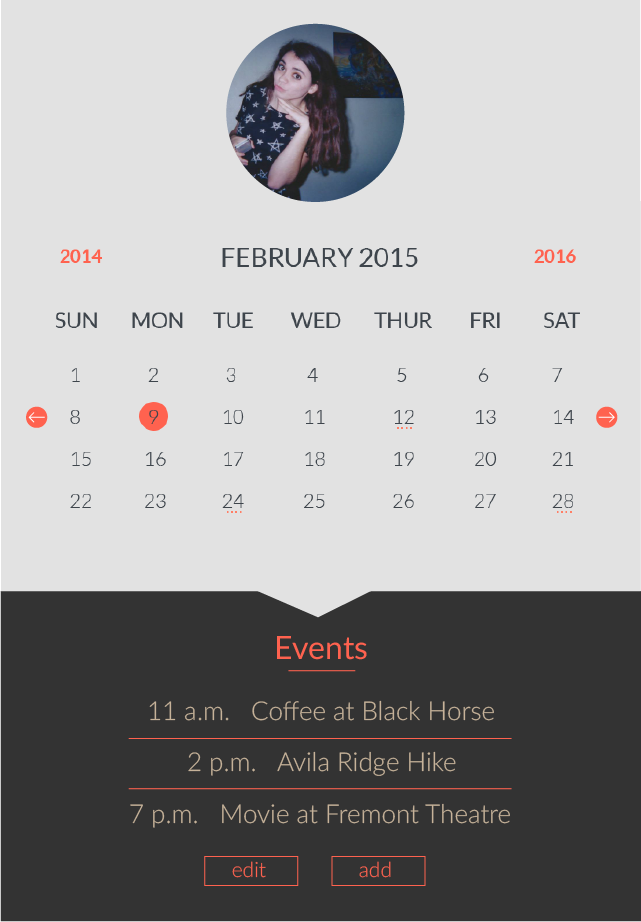 2014 FEBRUARY 2015 2016
SUN MON TUE WED THUR FRI SAT
1 2 3 4 5 6 7
8 9 10 11 12 13 14
15 16 17 18 19 20 21
22 23 24 25 26 27 28
Events
11 a.m. Coffee at Black Horse
2 p.m. Avila Ridge Hike
7 p.m. Movie at Fremont Theatre
edit add